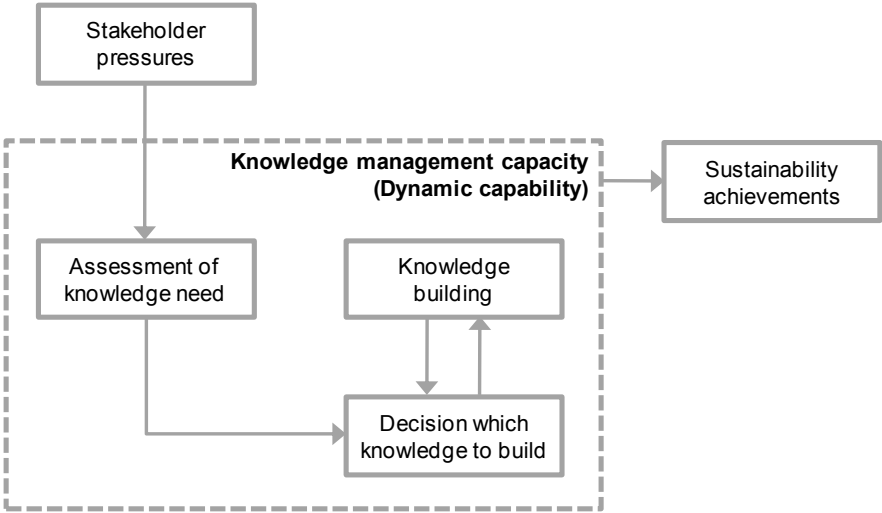 Stakeholder
pressures
Knowledge management capacity
(Dynamic capability)
Sustainability
achievements
Assessment of
knowledge need
Knowledge
building
Decision which
knowledge to build